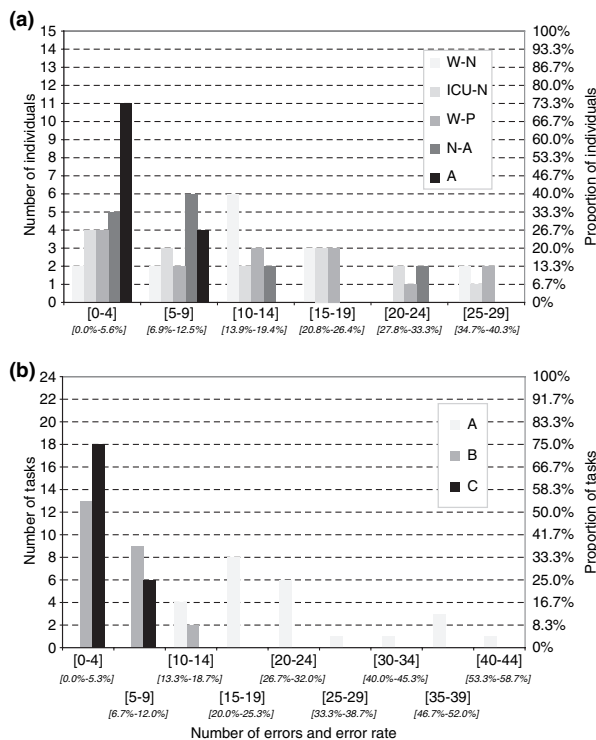 (a)
15
14
13
12
11
10
9
8
7
6
5
4
3
2
1
0
Number of individuals
100%
93.3%
86.7%
80.0%
73.3%
66.7%
60.0%
53.3%
46.7%
40.0%
33.3%
26.7%
20.0%
13.3%
6.7%
0%
Proportion of individuals
W-N
ICU-N
W-P
N-A
A
[0-4] [5-9] [10-14] [15-19] [20-24] [25-29]
[0.0%-5.6%] [6.9%-12.5%] [13.9%-19.4%] [20.8%-26.4%] [27.8%-33.3%] [34.7%-40.3%]
(b)
24
22
20
18
16
14
12
10
8
6
4
2
0
Number of tasks
100%
91.7%
83.3%
75.0%
66.7%
58.3%
50.0%
41.7%
33.3%
25.0%
16.7%
8.3%
0%
Proportion of tasks
A
B
C
[0-4] [10-14] [20-24] [30-34] [40-44]
[0.0%-5.3%] [13.3%-18.7%] [26.7%-32.0%] [40.0%-45.3%] [53.3%-58.7%]
[5-9] [15-19] [25-29] [35-39]
[6.7%-12.0%] [20.0%-25.3%] [33.3%-38.7%] [46.7%-52.0%]
Number of errors and error rate